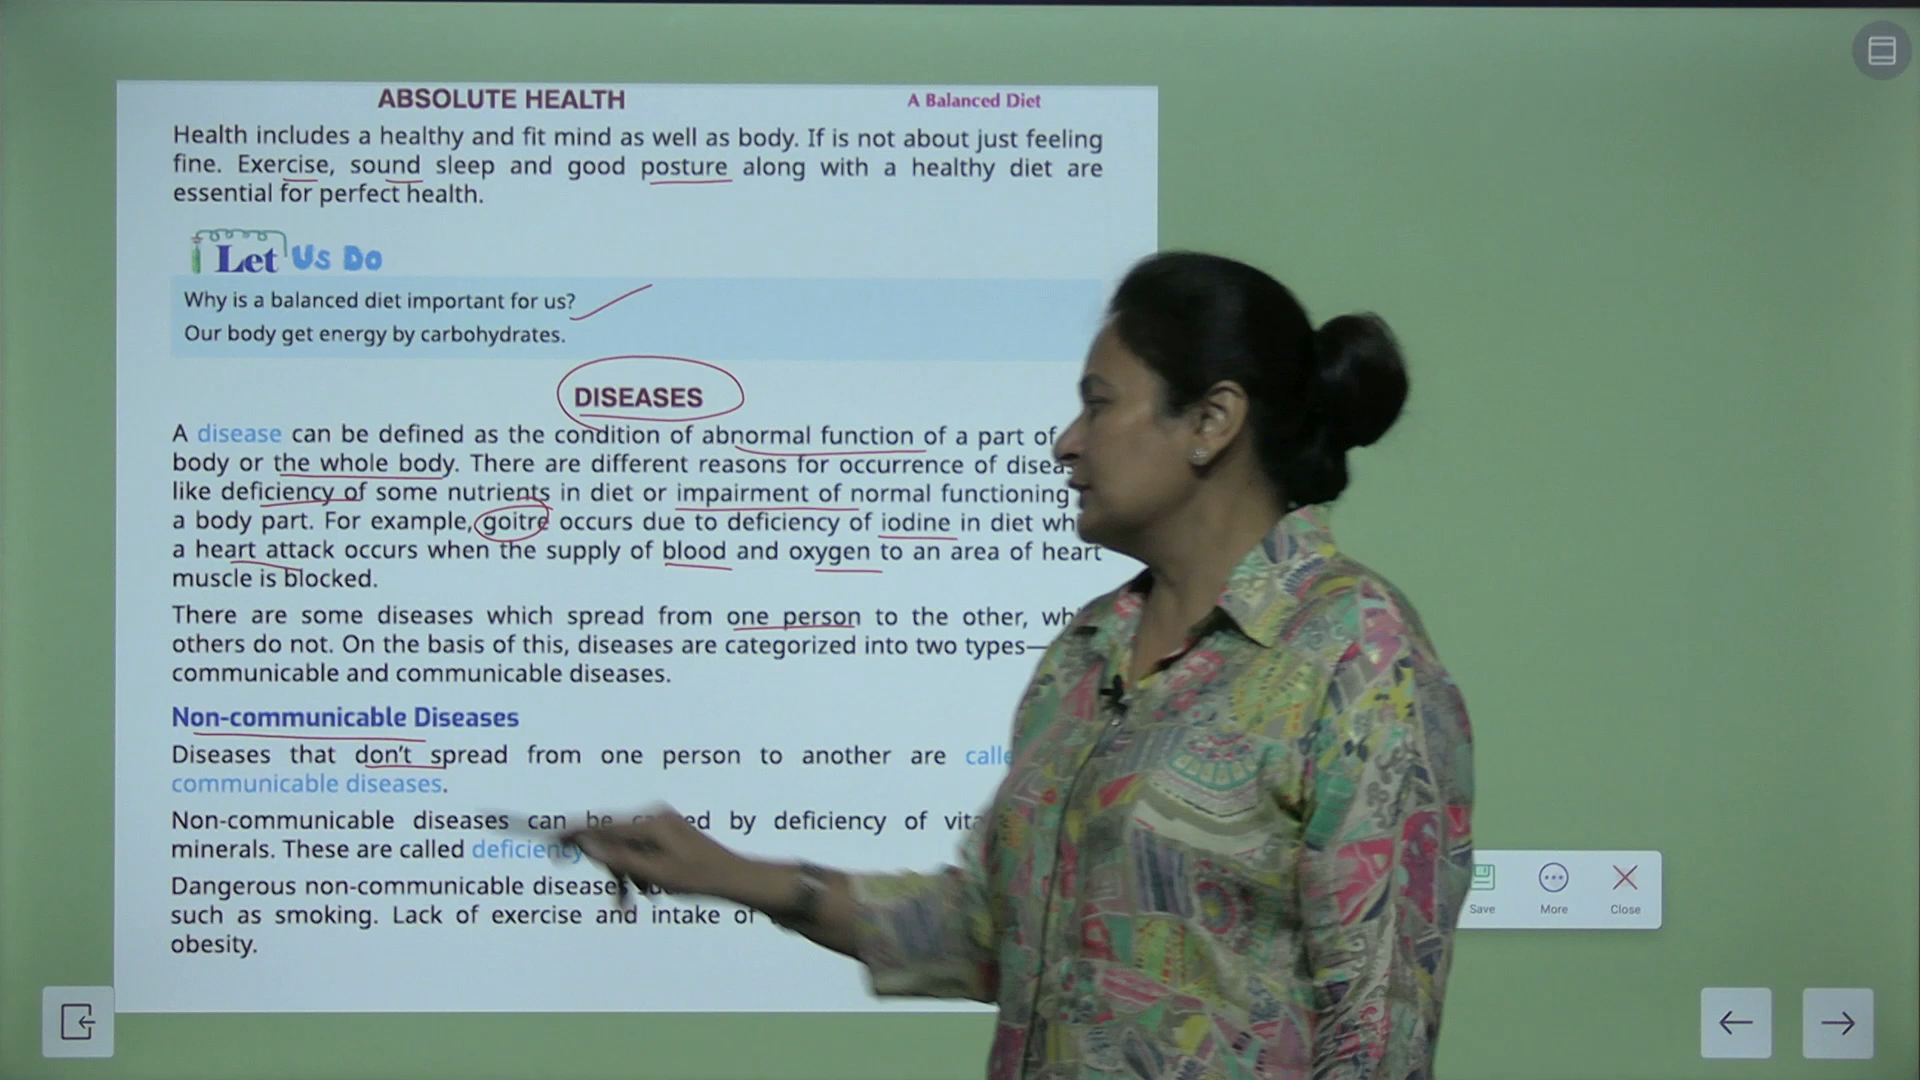 ABSOLUTE HEALTH
A Balanced Diet
Health includes a healthy and fit mind as well as body. If is not about just feeling
fine. Exercise, sound sleep and good posture along with a healthy diet are
essential for perfect health.
Let Us Do
Why is a balanced diet important for us?
Our body get energy by carbohydrates.
DISEASES
A disease can be defined as the condition of abnormal function of a part of
body or the whole body. There are different reasons for occurrence of
like deficiency of some nutrients in diet or impairment of normal functioning
a body part. For example, goitre occurs due to deficiency of iodine in diet
a heart attack occurs when the supply of blood and oxygen to an area of heart
muscle is blocked.
There are some diseases which spread from one person to the other,
others do not. On the basis of this, diseases are categorized into two types—
communicable and communicable diseases.
Non-communicable Diseases
Diseases that don't spread from one person to another are
communicable diseases.
Non-communicable diseases can be by deficiency of
minerals. These are called deficiency
Dangerous non-communicable diseases
such as smoking. Lack of exercise and intake of
obesity.
Save More Close